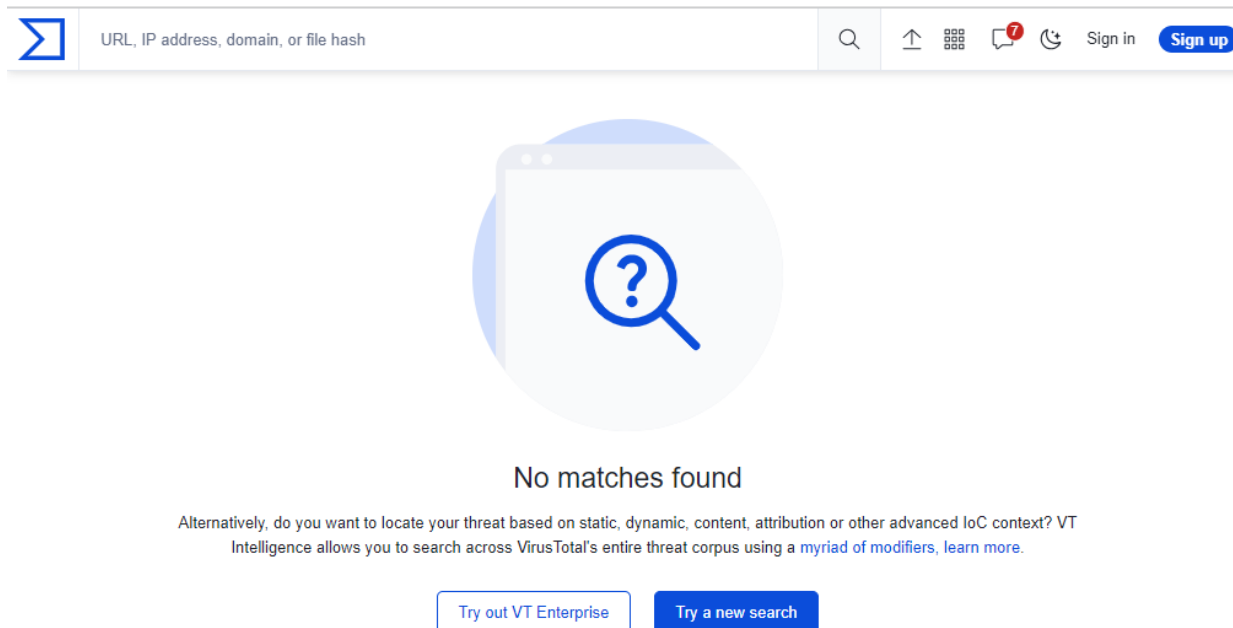 URL, IP address, domain, or file hash
7
Sign in
Sign up
?
No matches found
Alternatively, do you want to locate your threat based on static, dynamic, content, attribution or other advanced IoC context? VT
Intelligence allows you to search across VirusTotal's entire threat corpus using a myriad of modifiers, learn more.
Try out VT Enterprise
Try a new search